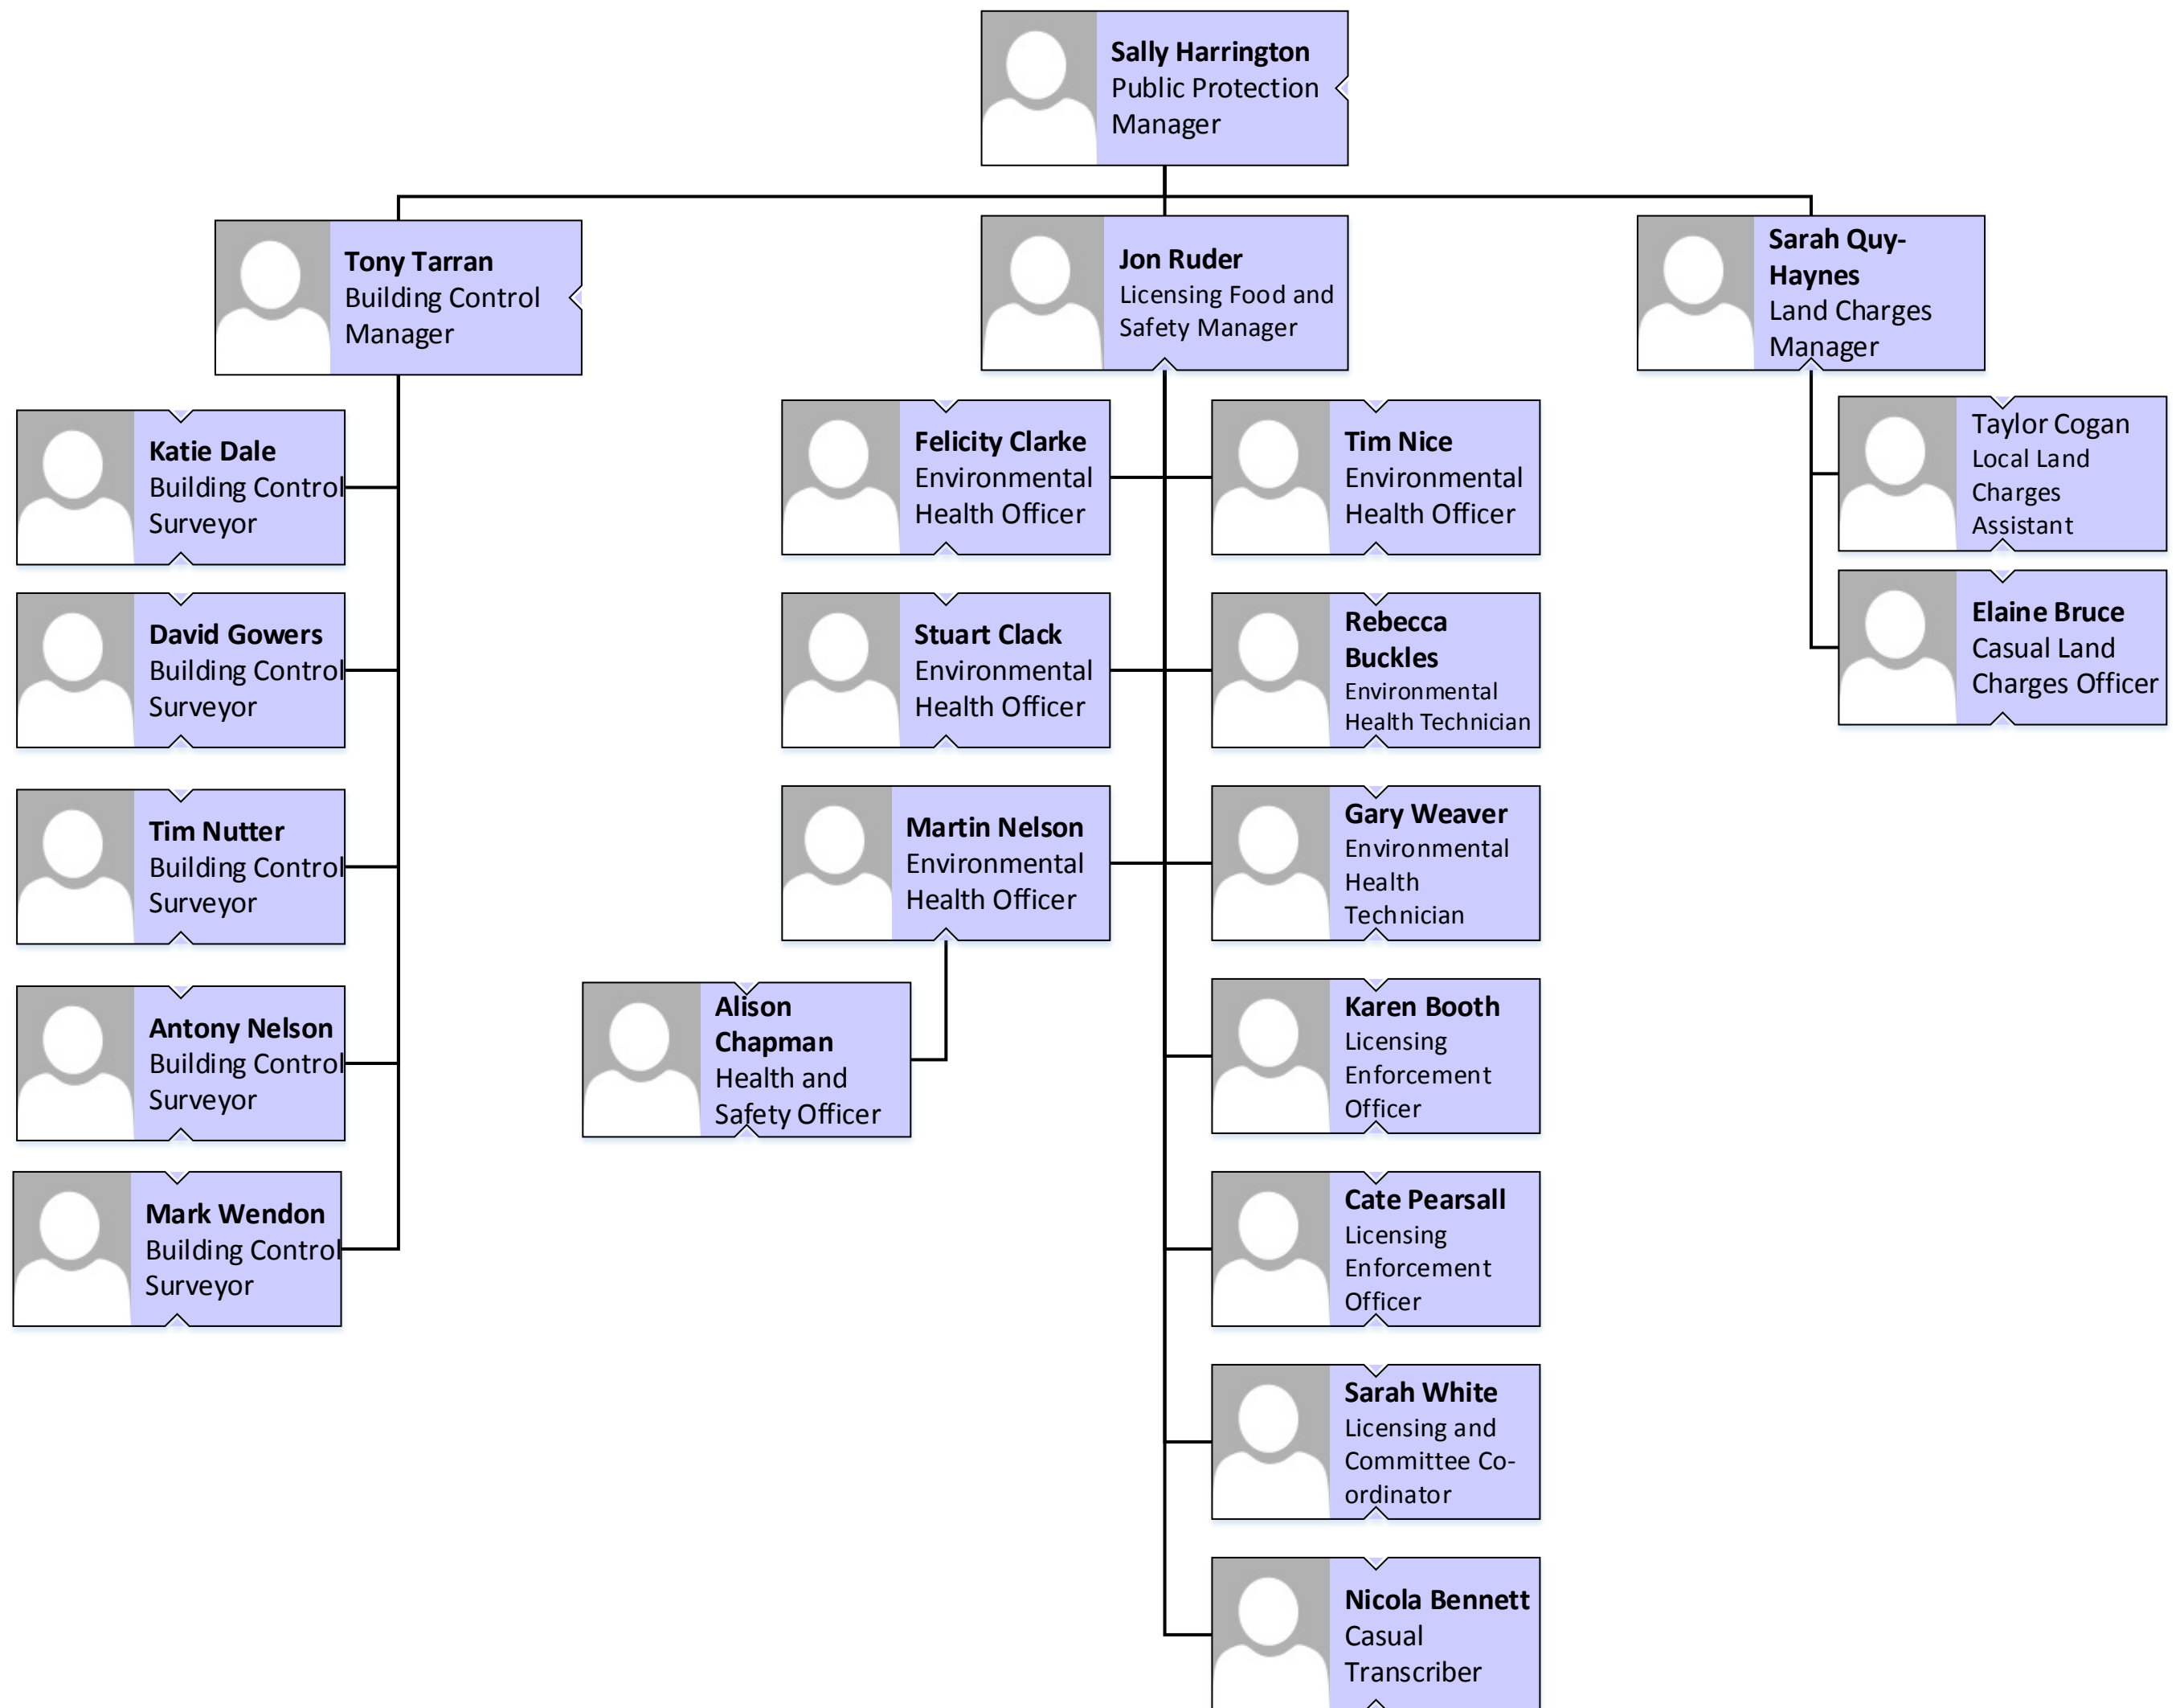 Sally Harrington
Public Protection
Manager
Tony Tarran
Building Control
Manager
Jon Ruder
Licensing Food and
Safety Manager
Sarah Quy-
Haynes
Land Charges
Manager
Katie Dale
Building Control
Surveyor
David Gowers
Building Control
Surveyor
Tim Nutter
Building Control
Surveyor
Antony Nelson
Building Control
Surveyor
Mark Wendon
Building Control
Surveyor
Felicity Clarke
Environmental
Health Officer
Stuart Clack
Environmental
Health Officer
Martin Nelson
Environmental
Health Officer
Alison
Chapman
Health and
Safety Officer
Tim Nice
Environmental
Health Officer
Rebecca
Buckles
Environmental
Health Technician
Gary Weaver
Environmental
Health
Technician
Karen Booth
Licensing
Enforcement
Officer
Cate Pearsall
Licensing
Enforcement
Officer
Sarah White
Licensing and
Committee Co-
ordinator
Nicola Bennett
Casual
Transcriber
Taylor Cogan
Local Land
Charges
Assistant
Elaine Bruce
Casual Land
Charges Officer